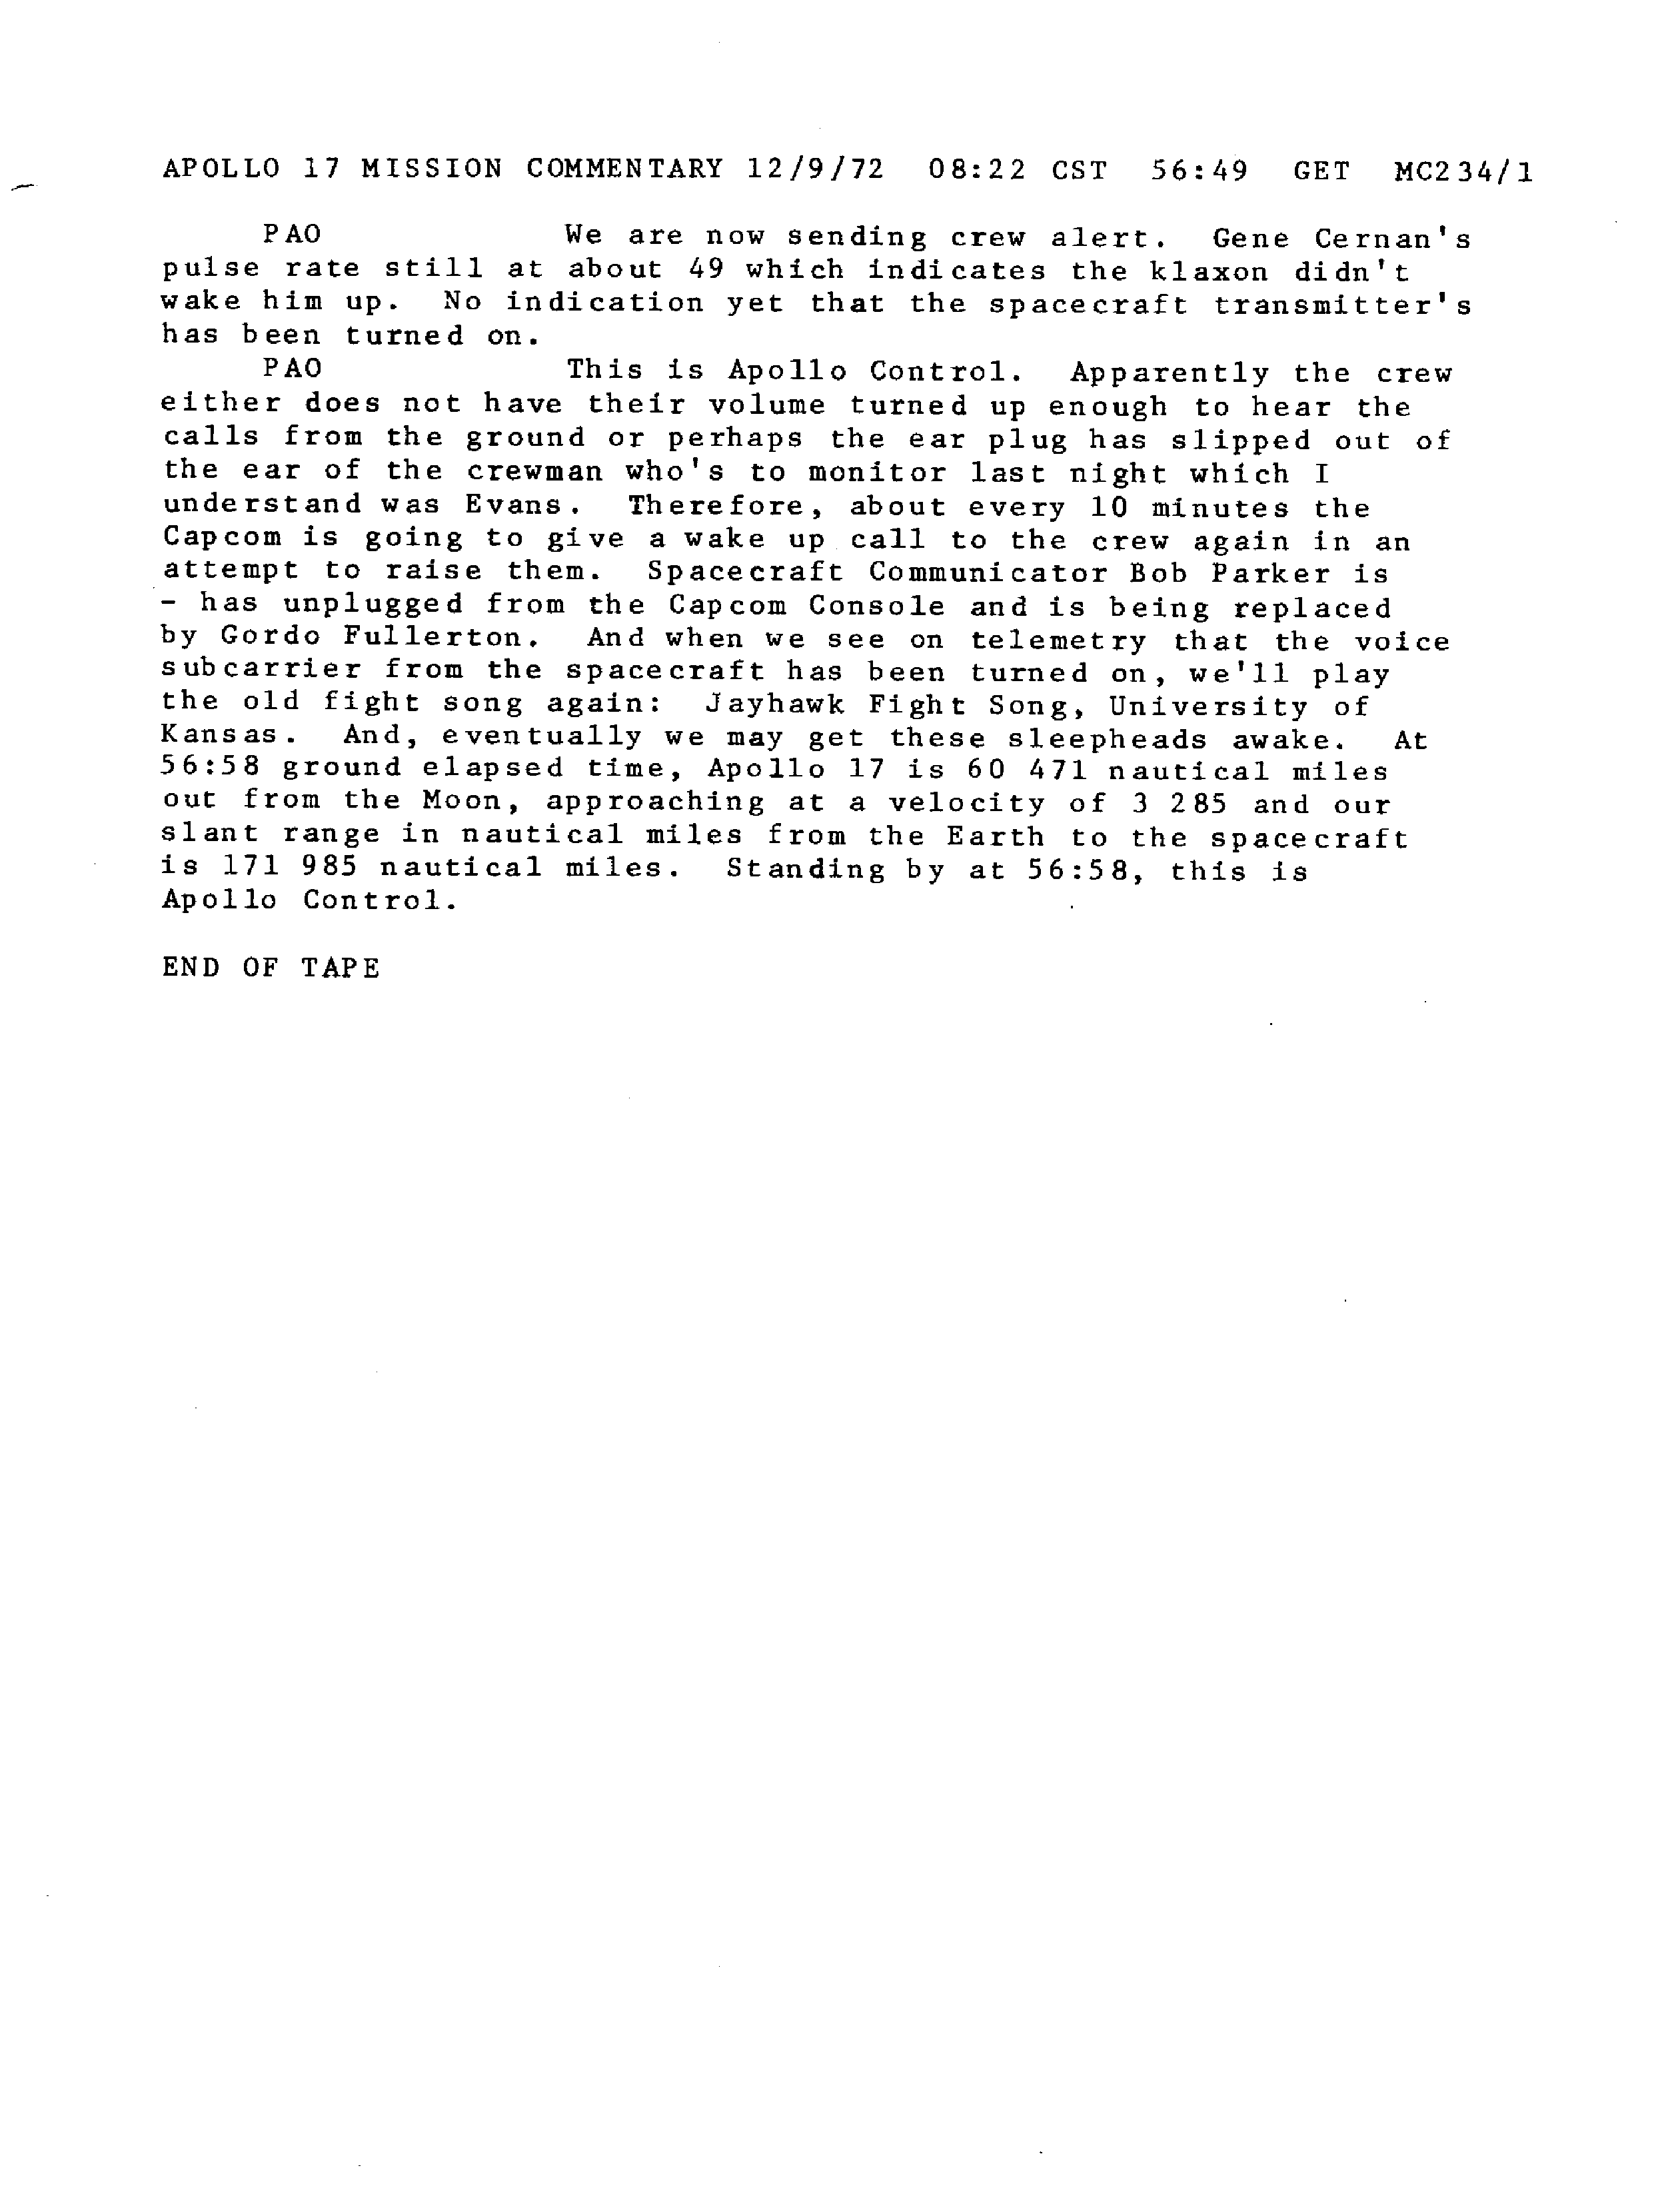 APOLLO 17 MISSION COMMENTARY 12/9/72 08:22 CST 56:49 GET MC234/1
PAO We are now sending crew alert. Gene Cernan's
pulse rate still at about 49 which indicates the klaxon didn't
wake him up. No indication yet that the spacecraft transmitter's
has been turned on.
PAO This is Apollo Control. Apparently the crew
either does not have their volume turned up enough to hear the
calls from the ground or perhaps the ear plug has slipped out of
the ear of the crewman who's to monitor last night which I
understand was Evans. Therefore, about every 10 minutes the
Capcom is going to give a wake up call to the crew again in an
attempt to raise them. Spacecraft Communicator Bob Parker is
- has unplugged from the Capcom Console and is being replaced
by Gordo Fullerton. And when we see on telemetry that the voice
subcarrier from the spacecraft has been turned on, we'll play
the old fight song again: Jayhawk Fight Song, University of
Kansas. And, eventually we may get these sleepheads awake. At
56:58 ground elapsed time, Apollo 17 is 60 471 nautical miles
out from the Moon, approaching at a velocity of 3 285 and our
slant range in nautical miles from the Earth to the spacecraft
is 171 985 nautical miles. Standing by at 56:58, this is
Apollo Control.
END OF TAPE